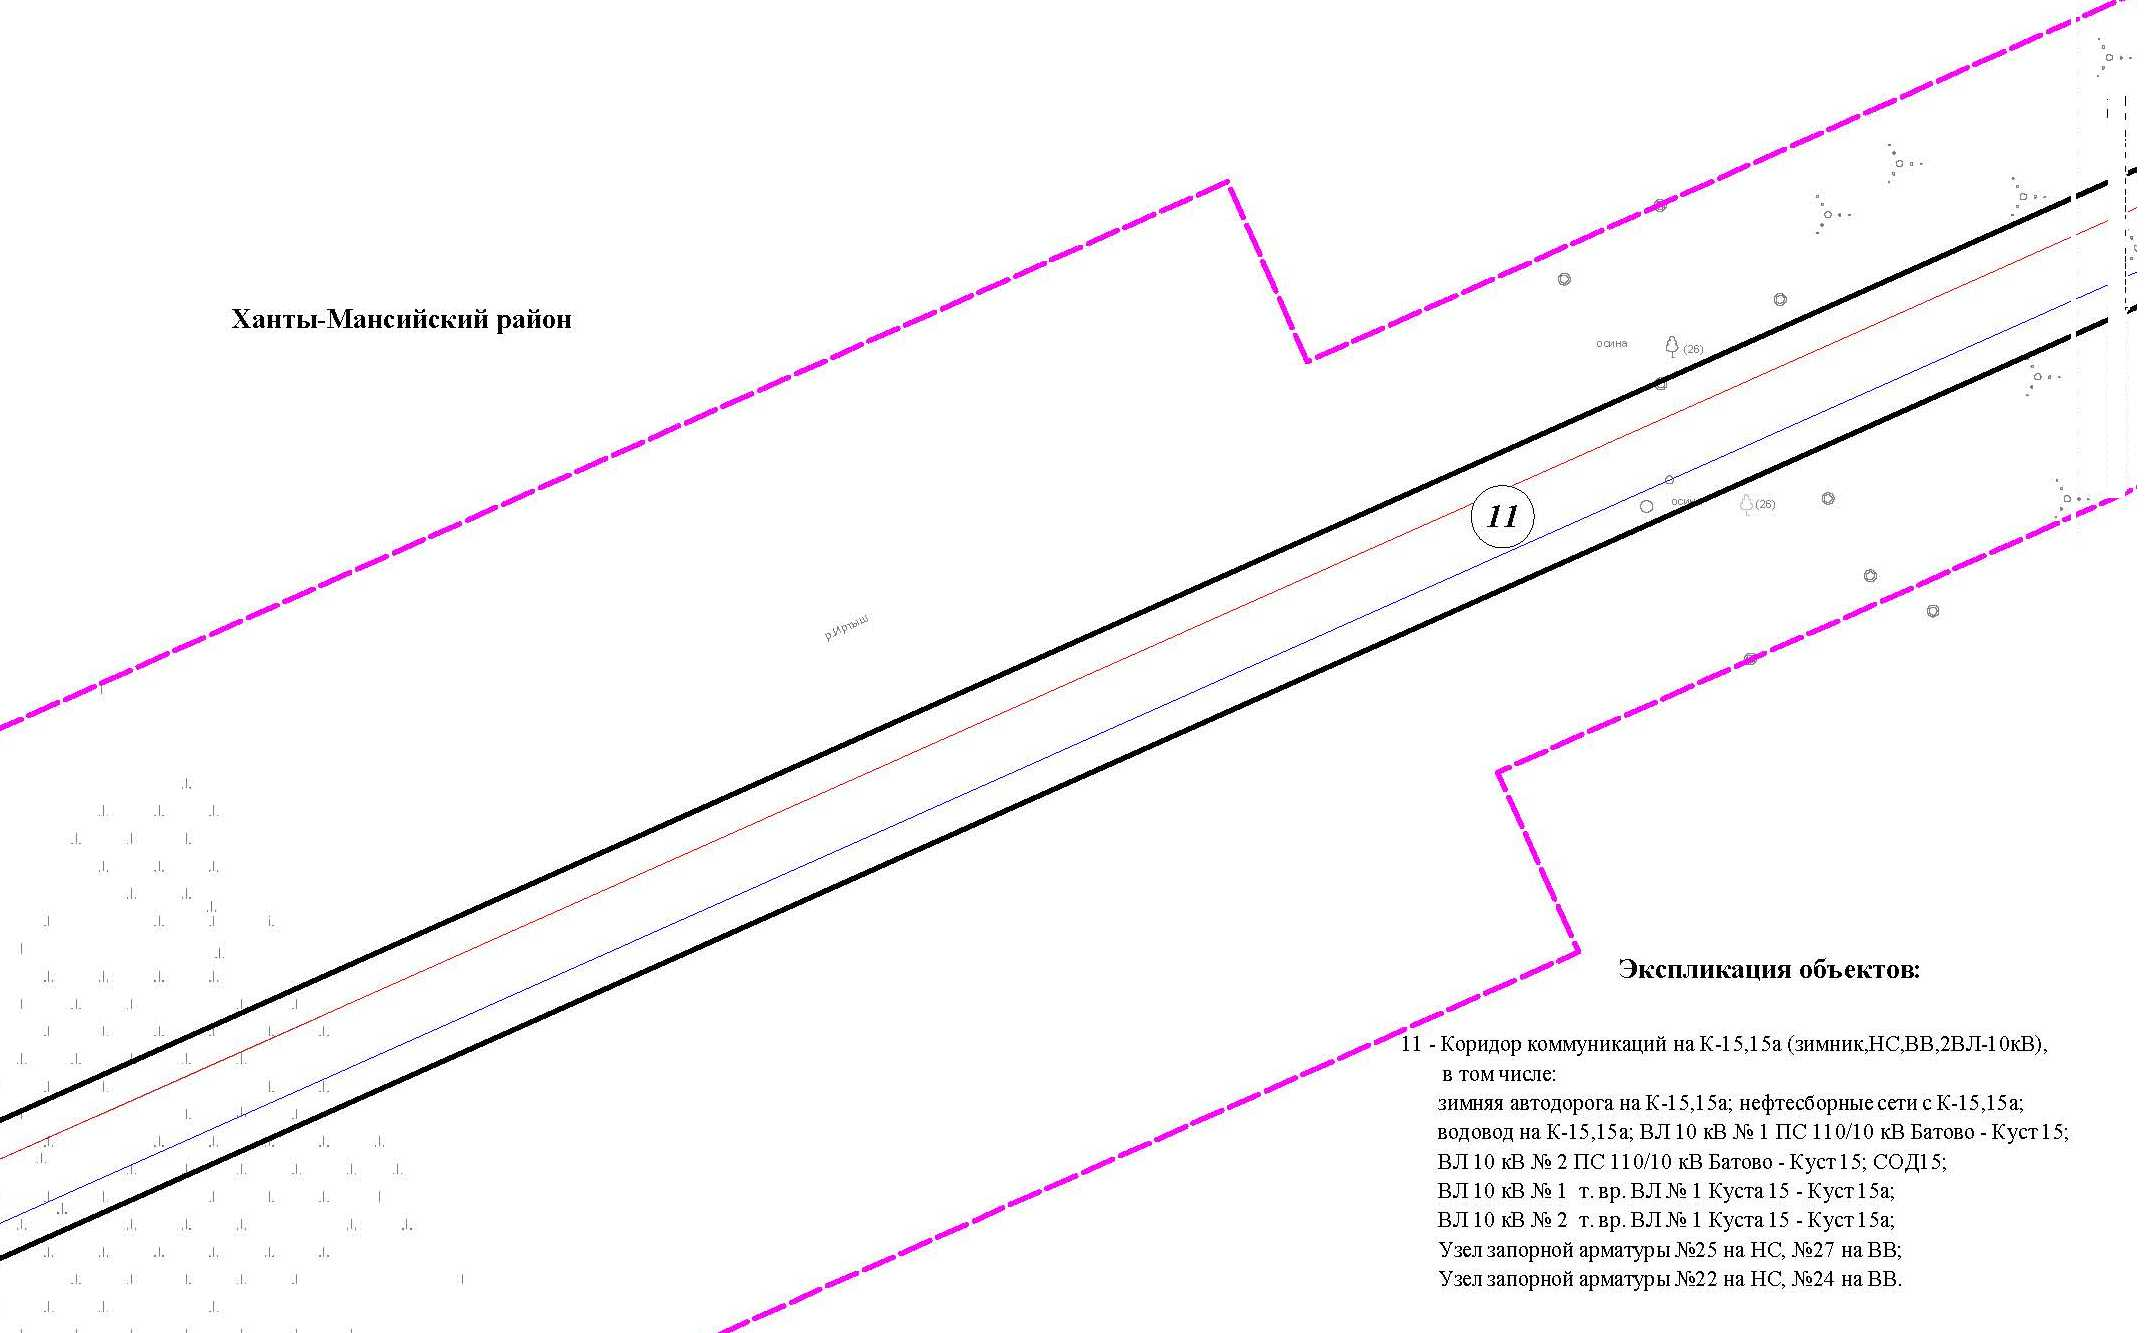 Ханты-Мансийский район
осина
(26)
11
(26)
р.Иртыш
Экспликация объектов:
11 - Коридор коммуникаций на К-15,15а (зимник,НС,ВВ,2ВЛ-10кВ),
в том числе:
зимняя автодорога на К-15,15а; нефтесборные сети с К-15,15а;
водовод на К-15,15а; ВЛ 10 кВ № 1 ПС 110/10 кВ Батово - Куст 15;
ВЛ 10 кВ № 2 ПС 110/10 кВ Батово - Куст 15; СОД15;
ВЛ 10 кВ № 1 т. вр. ВЛ № 1 Куста 15 - Куст 15а;
ВЛ 10 кВ № 2 т. вр. ВЛ № 1 Куста 15 - Куст 15а;
Узел запорной арматуры №25 на НС, №27 на ВВ;
Узел запорной арматуры №22 на НС, №24 на ВВ.